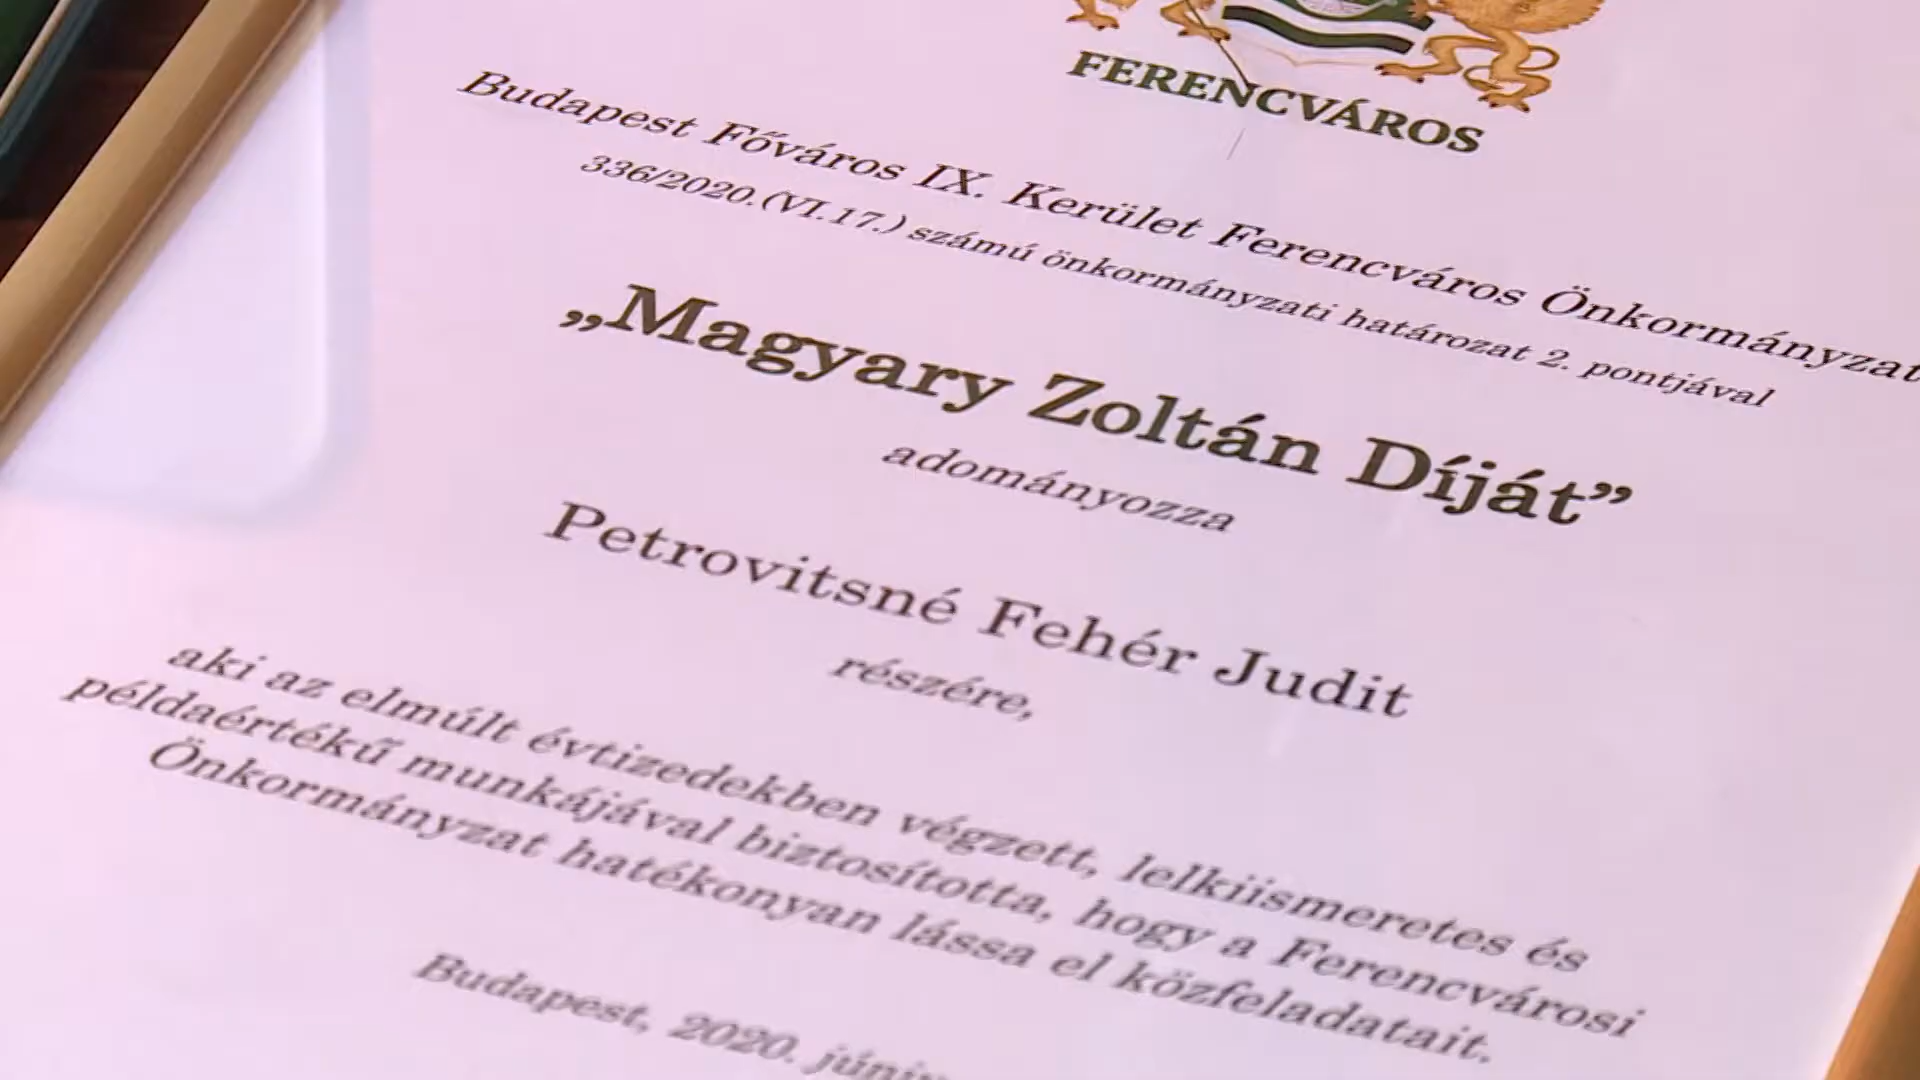 FERENCVÁROS
Budapest Főváros IX. Kerület Ferencváros Önkormányzat
336/2020.(VI.17.) számú önkormányzati határozat 2. pontjával
„Magyary Zoltán Díját”
adományozza
Petrovitsné Fehér Judit
részére,
aki az elmúlt évtizedekben végzett, lelkiismeretes és
példaértékű munkájával biztosította, hogy a Ferencvárosi
Önkormányzat hatékonyan lássa el közfeladatait.
Budapest, 2020.